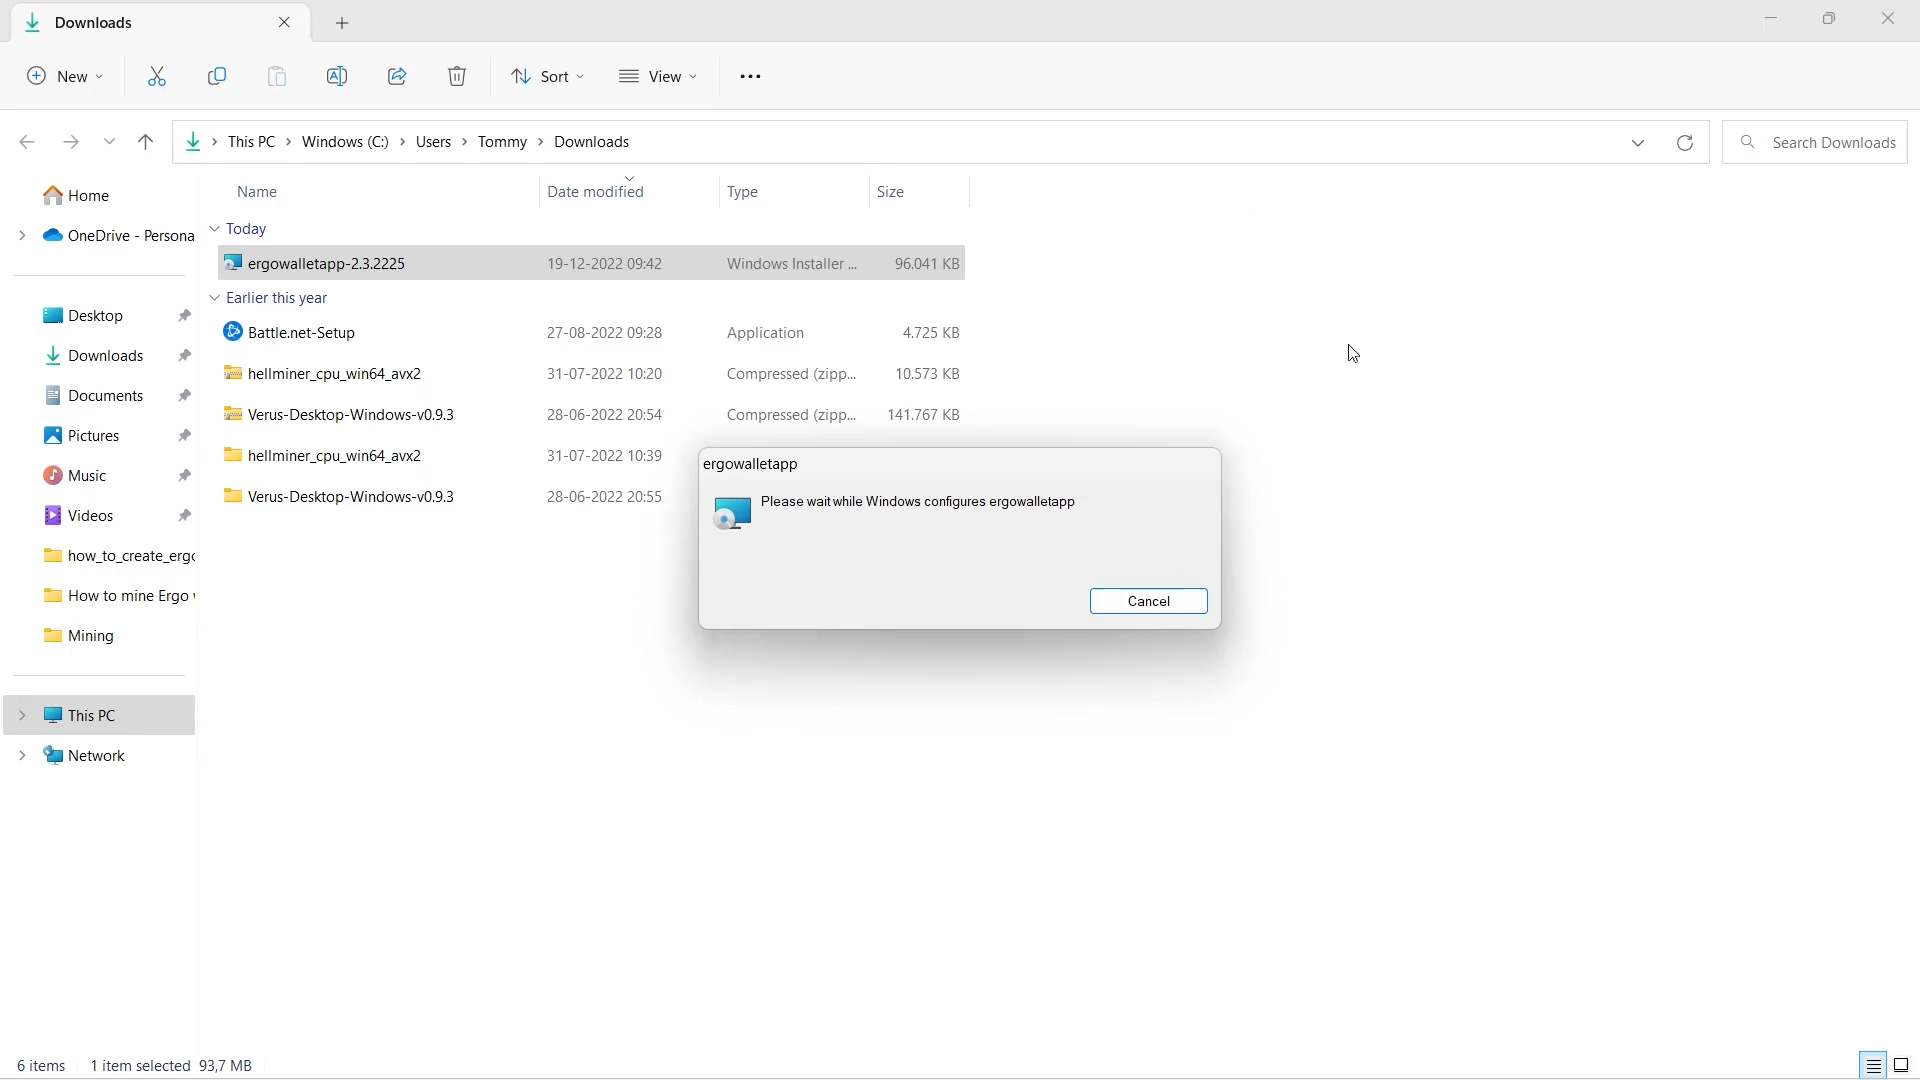 Downloads
New Sort View
This PC Windows (C:) Users Tommy Downloads Search Downloads
Name Date modified Type Size
Home
OneDrive - Persona
Desktop
Downloads
Documents
Pictures
Music
Videos
how_to_create_erg
How to mine Ergo
Mining
This PC
Network
Today
ergowalletapp-2.3.2225 19-12-2022 09:42 Windows Installer ... 96.041 KB
Earlier this year
Battle.net-Setup 27-08-2022 09:28 Application 4.725 KB
hellminer_cpu_win64_avx2 31-07-2022 10:20 Compressed (zipp... 10.573 KB
Verus-Desktop-Windows-v0.9.3 28-06-2022 20:54 Compressed (zipp... 141.767 KB
hellminer_cpu_win64_avx2 31-07-2022 10:39
Verus-Desktop-Windows-v0.9.3 28-06-2022 20:55
ergowalletapp
Please wait while Windows configures ergowalletapp
Cancel
6 items 1 item selected 93,7 MB